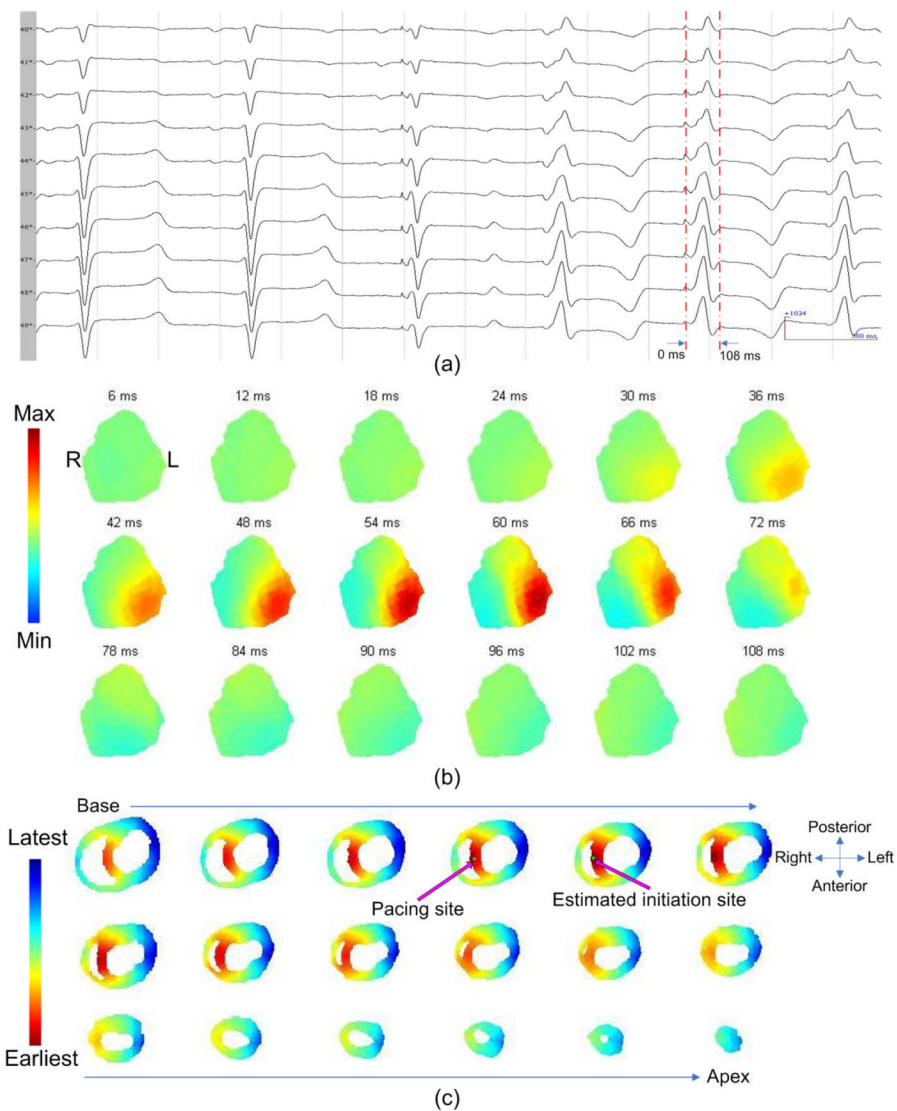 40*
41*
42*
43*
44*
45*
46*
47*
48*
49*
+1024
500 ms
0 ms
108 ms
(a)
6 ms 12 ms 18 ms 24 ms 30 ms 36 ms
Max
R L
42 ms 48 ms 54 ms 60 ms 66 ms 72 ms
Min
78 ms 84 ms 90 ms 96 ms 102 ms 108 ms
(b)
Base
Latest
Posterior
Right Left
Anterior
Pacing site
Estimated initiation site
Earliest
Apex
(c)